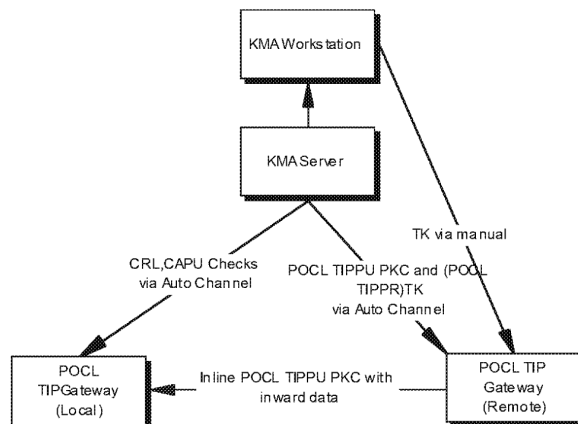 KMA Workstation
KMA Server
TK via manual
CRL,CAPU Checks
via Auto Channel
POCL TIPPU PKC and (POCL
TIPPR)TK
via Auto Channel
POCL
TIPGateway
(Local)
Inline POCL TIPPU PKC with
inward data
POCL TIP
Gateway
(Remote)